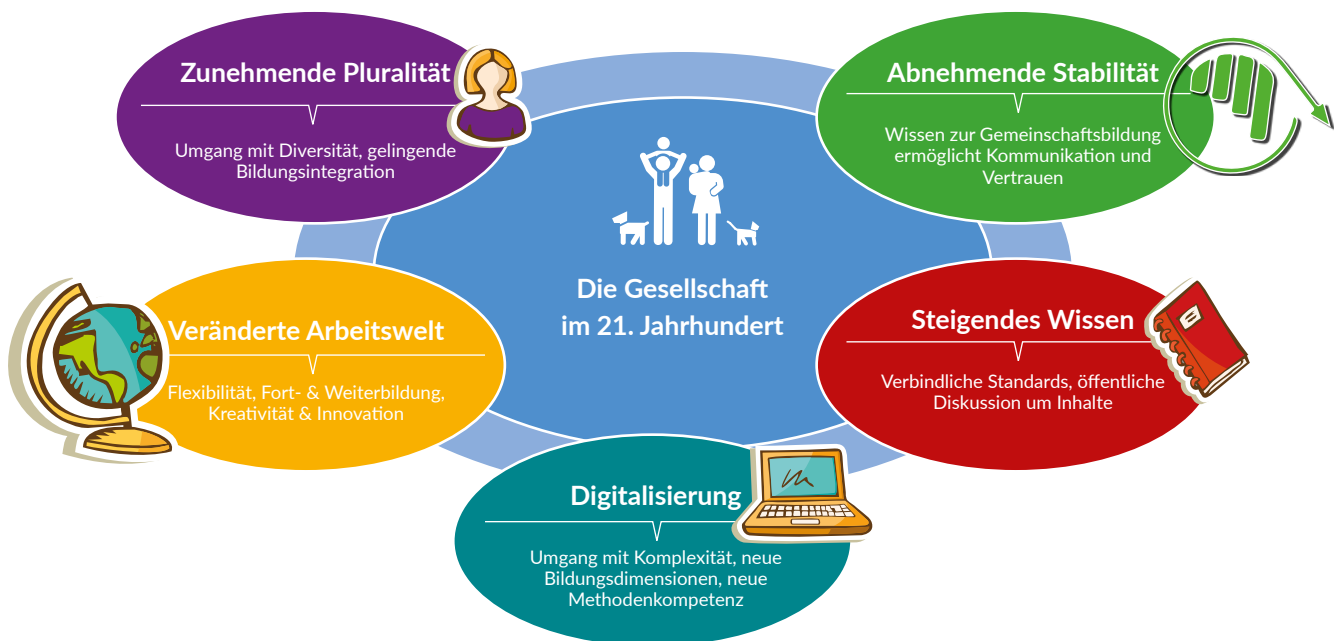 Zunehmende Pluralität
Umgang mit Diversität, gelingende
Bildungsintegration
Abnehmende Stabilität
Wissen zur Gemeinschaftsbildung
ermöglicht Kommunikation und
Vertrauen
Die Gesellschaft
im 21. Jahrhundert
Veränderte Arbeitswelt
Flexibilität, Fort- & Weiterbildung,
Kreativität & Innovation
Steigendes Wissen
Verbindliche Standards, öffentliche
Diskussion um Inhalte
Digitalisierung
Umgang mit Komplexität, neue
Bildungsdimensionen, neue
Methodenkompetenz